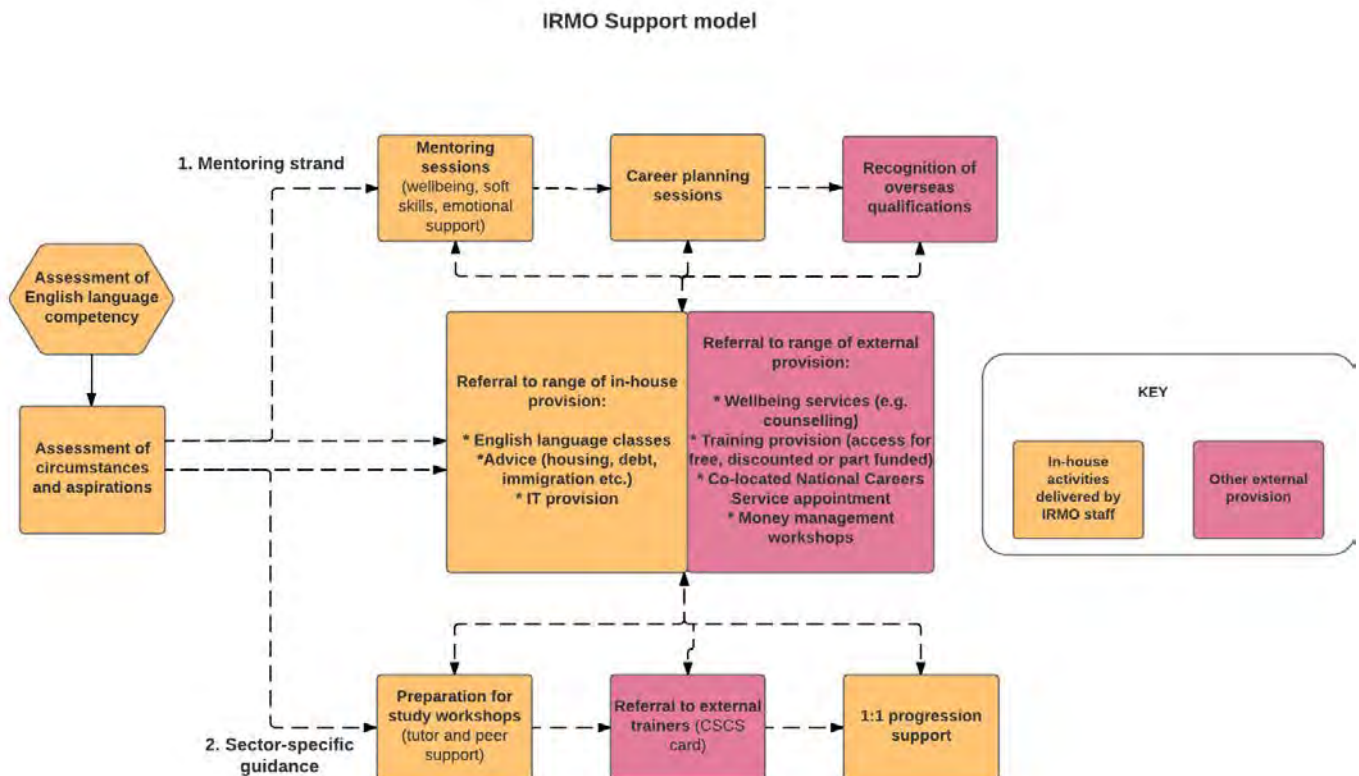 IRMO Support model
1. Mentoring strand
Mentoring
sessions
(wellbeing, soft
skills, emotional
support)
Career planning
sessions
Recognition of
overseas
qualifications
Assessment of
English language
competency
Assessment of
circumstances
and aspirations
Referral to range of in-house
provision:
* English language classes
*Advice (housing, debt,
immigration etc.)
* IT provision
Referral to range of external
provision:
* Wellbeing services (e.g.
counselling)
* Training provision (access for
free, discounted or part funded)
* Co-located National Careers
Service appointment
* Money management
workshops
KEY
In-house
activities
delivered by
IRMO staff
Other external
provision
2. Sector-specific
guidance
Preparation for
study workshops
(tutor and peer
support)
Referral to external
trainers (CSCS
card)
1:1 progression
support